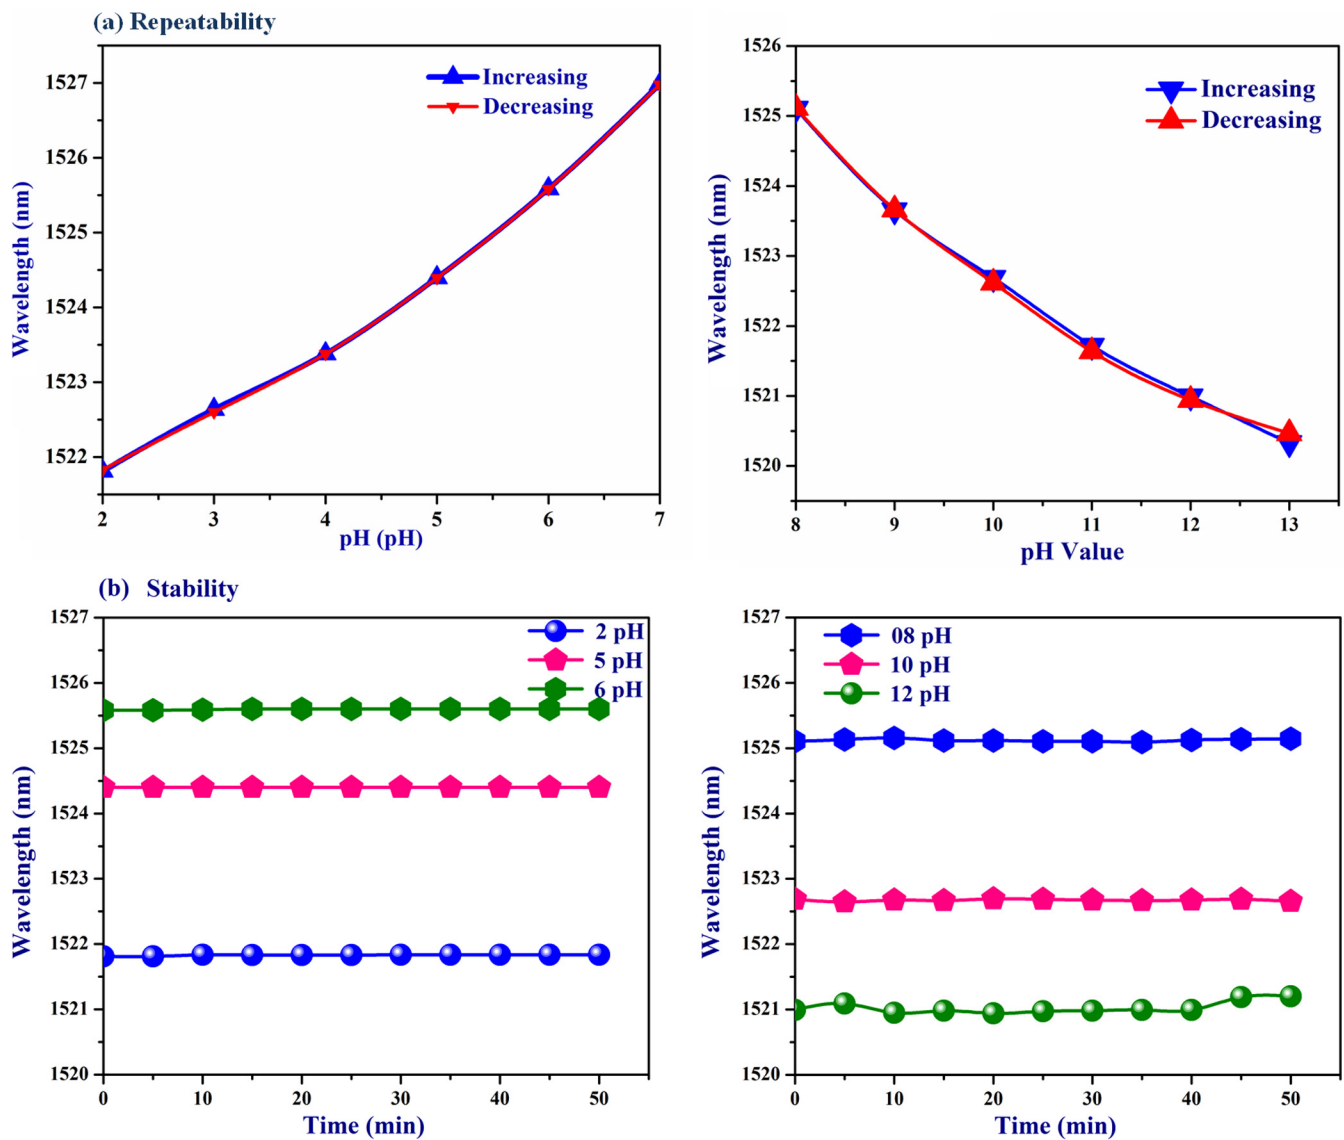 (a) Repeatability
1527
1526
1525
1524
1523
1522
2 3 4 5 6 7
Wavelength (nm)
pH (pH)
Increasing
Decreasing
1526
1525
1524
1523
1522
1521
1520
8 9 10 11 12 13
Wavelength (nm)
pH Value
Increasing
Decreasing
(b) Stability
1527
1526
1525
1524
1523
1522
1521
1520
0 10 20 30 40 50
Wavelength (nm)
Time (min)
2 pH
5 pH
6 pH
1527
1526
1525
1524
1523
1522
1521
1520
0 10 20 30 40 50
Wavelength (nm)
Time (min)
08 pH
10 pH
12 pH